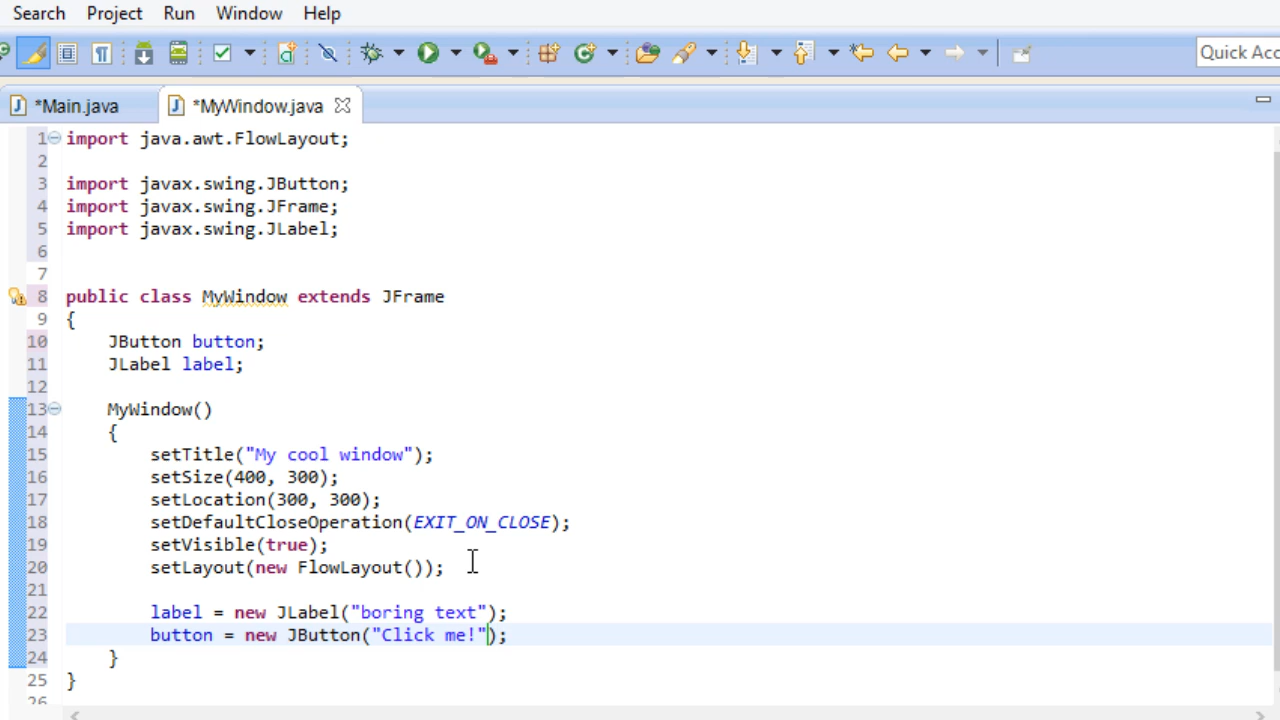 Search Project Run Window Help
Quick Acc
*Main.java *MyWindow.java
1 import java.awt.FlowLayout;
2
3 import javax.swing.JButton;
4 import javax.swing.JFrame;
5 import javax.swing.JLabel;
6
7
8 public class MyWindow extends JFrame
9 {
10 JButton button;
11 JLabel label;
12
13 MyWindow()
14 {
15 setTitle("My cool window");
16 setSize(400, 300);
17 setLocation(300, 300);
18 setDefaultCloseOperation(EXIT_ON_CLOSE);
19 setVisible(true);
20 setLayout(new FlowLayout());
21
22 label = new JLabel("boring text");
23 button = new JButton("Click me!");
24 }
25 }
26